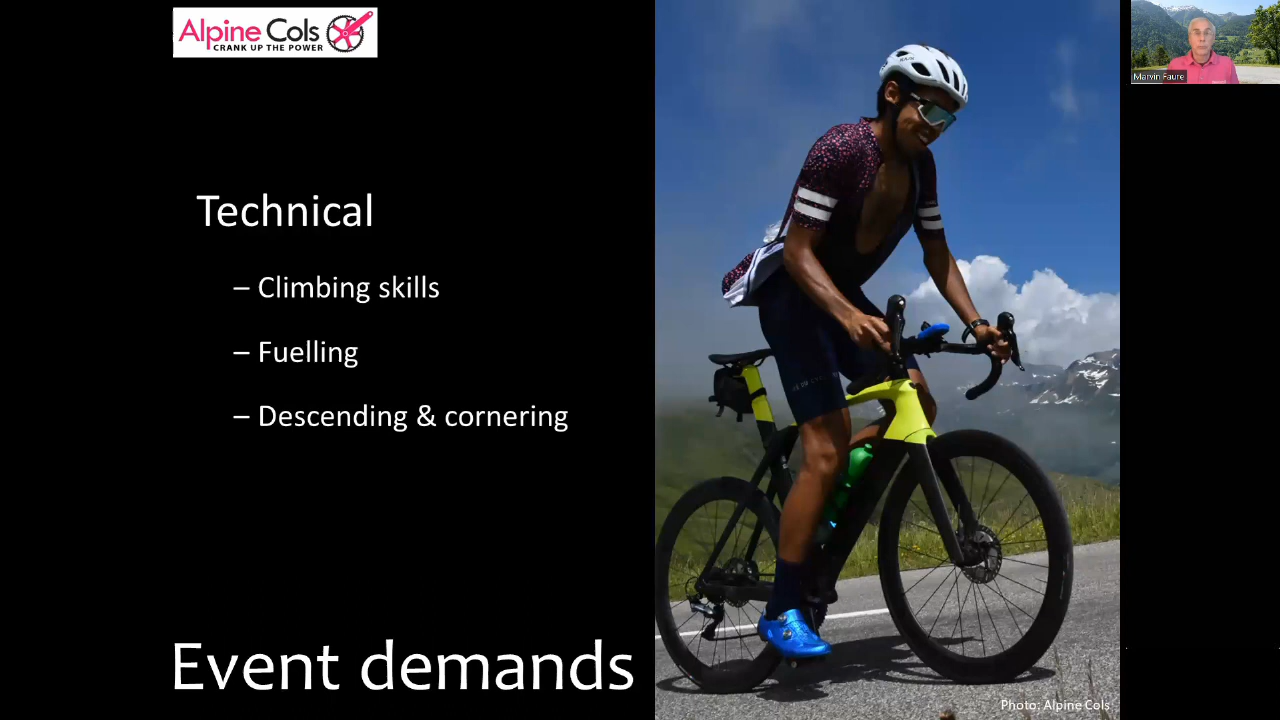 Alpine Cols
CRANK UP THE POWER
Marvin Faure
Technical
– Climbing skills
– Fuelling
– Descending & cornering
Event demands
Photo: Alpine Cols